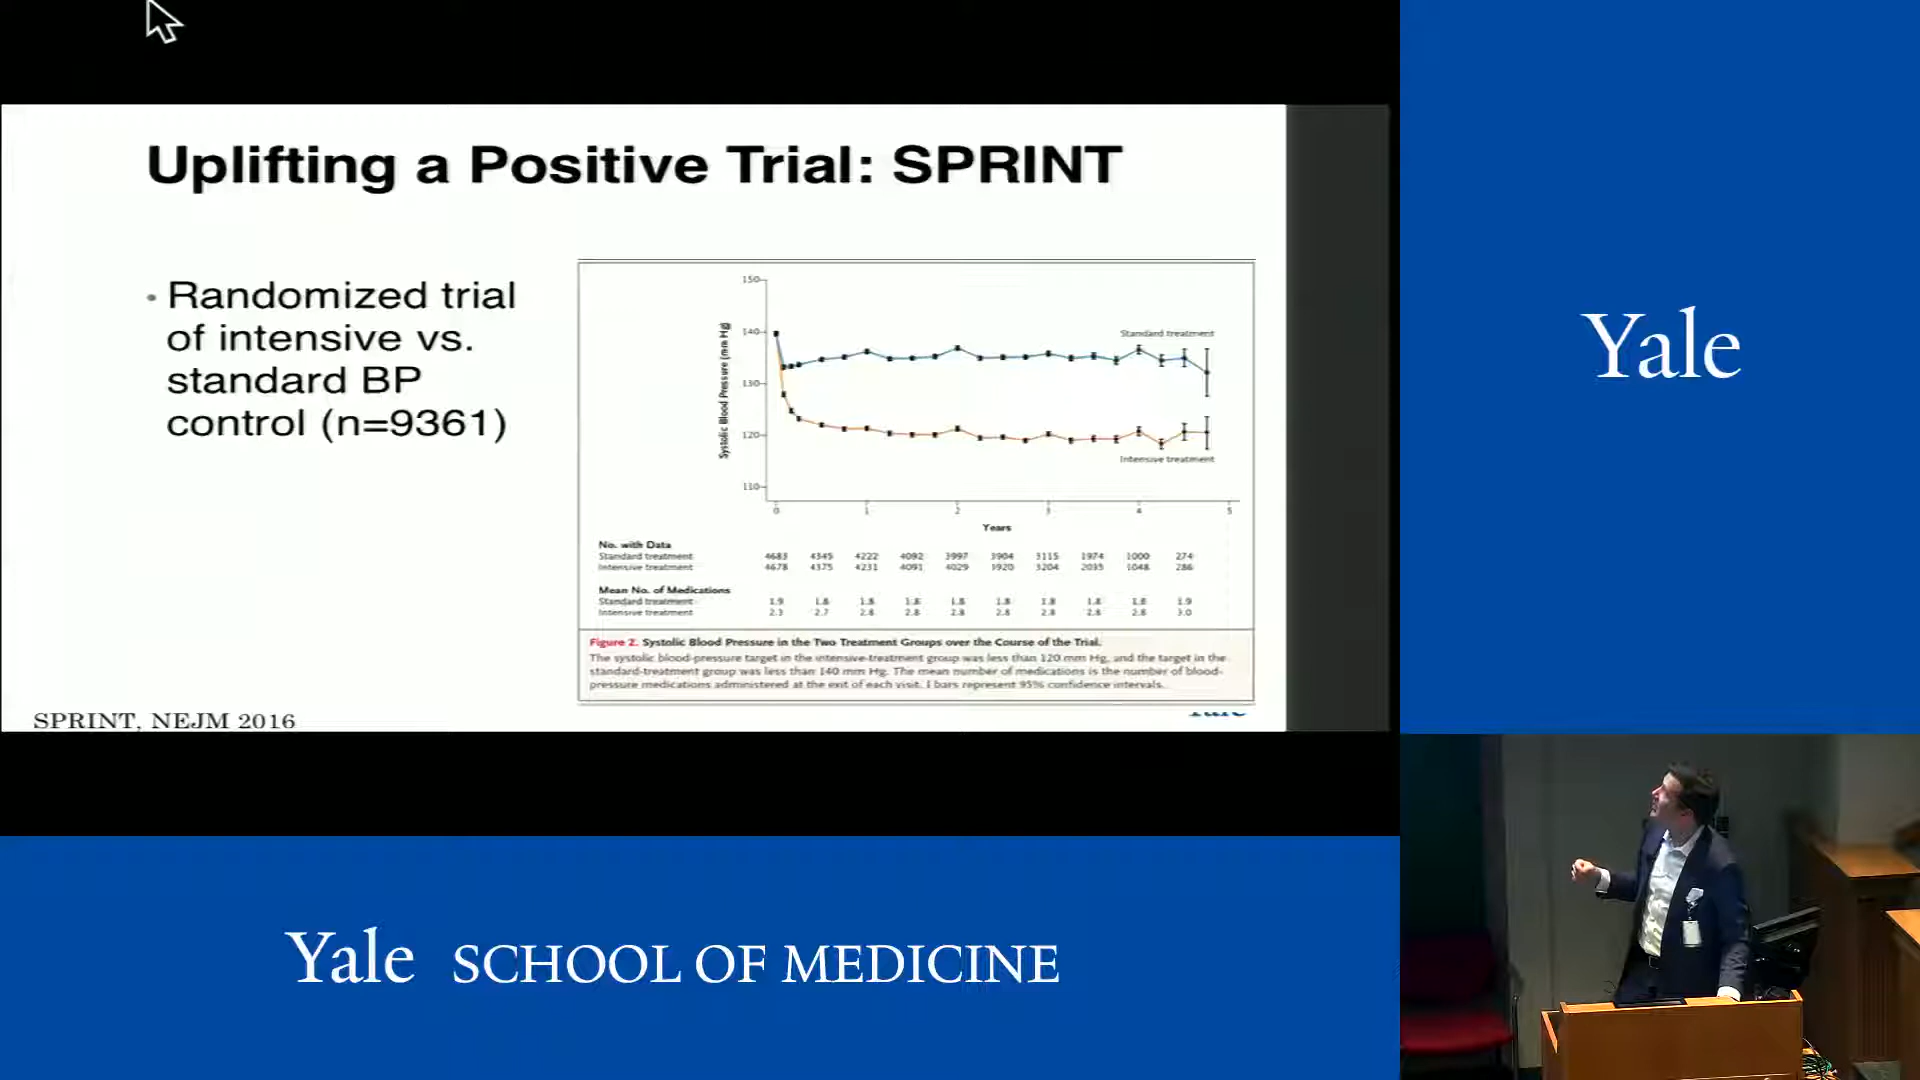 Uplifting a Positive Trial: SPRINT
• Randomized trial
of intensive vs.
standard BP
control (n=9361)
150
140
130
120
110
Systolic Blood Pressure (mm Hg)
Standard treatment
Intensive treatment
0 1 2 3 4 5
Years
No. with Data
Standard treatment 4683 4345 4222 4092 3997 3904 3115 1974 1000 274
Intensive treatment 4678 4375 4231 4091 4029 3920 3204 2035 1048 286
Mean No. of Medications
Standard treatment 1.9 1.8 1.8 1.8 1.8 1.8 1.8 1.8 1.8 1.9
Intensive treatment 2.3 2.7 2.8 2.8 2.8 2.8 2.8 2.8 2.8 3.0
Figure 2. Systolic Blood Pressure in the Two Treatment Groups over the Course of the Trial.
The systolic blood-pressure target in the intensive-treatment group was less than 120 mm Hg, and the target in the
standard-treatment group was less than 140 mm Hg. The mean number of medications is the number of blood-
pressure medications administered at the exit of each visit. I bars represent 95% confidence intervals.
SPRINT, NEJM 2016
Yale
Yale SCHOOL OF MEDICINE